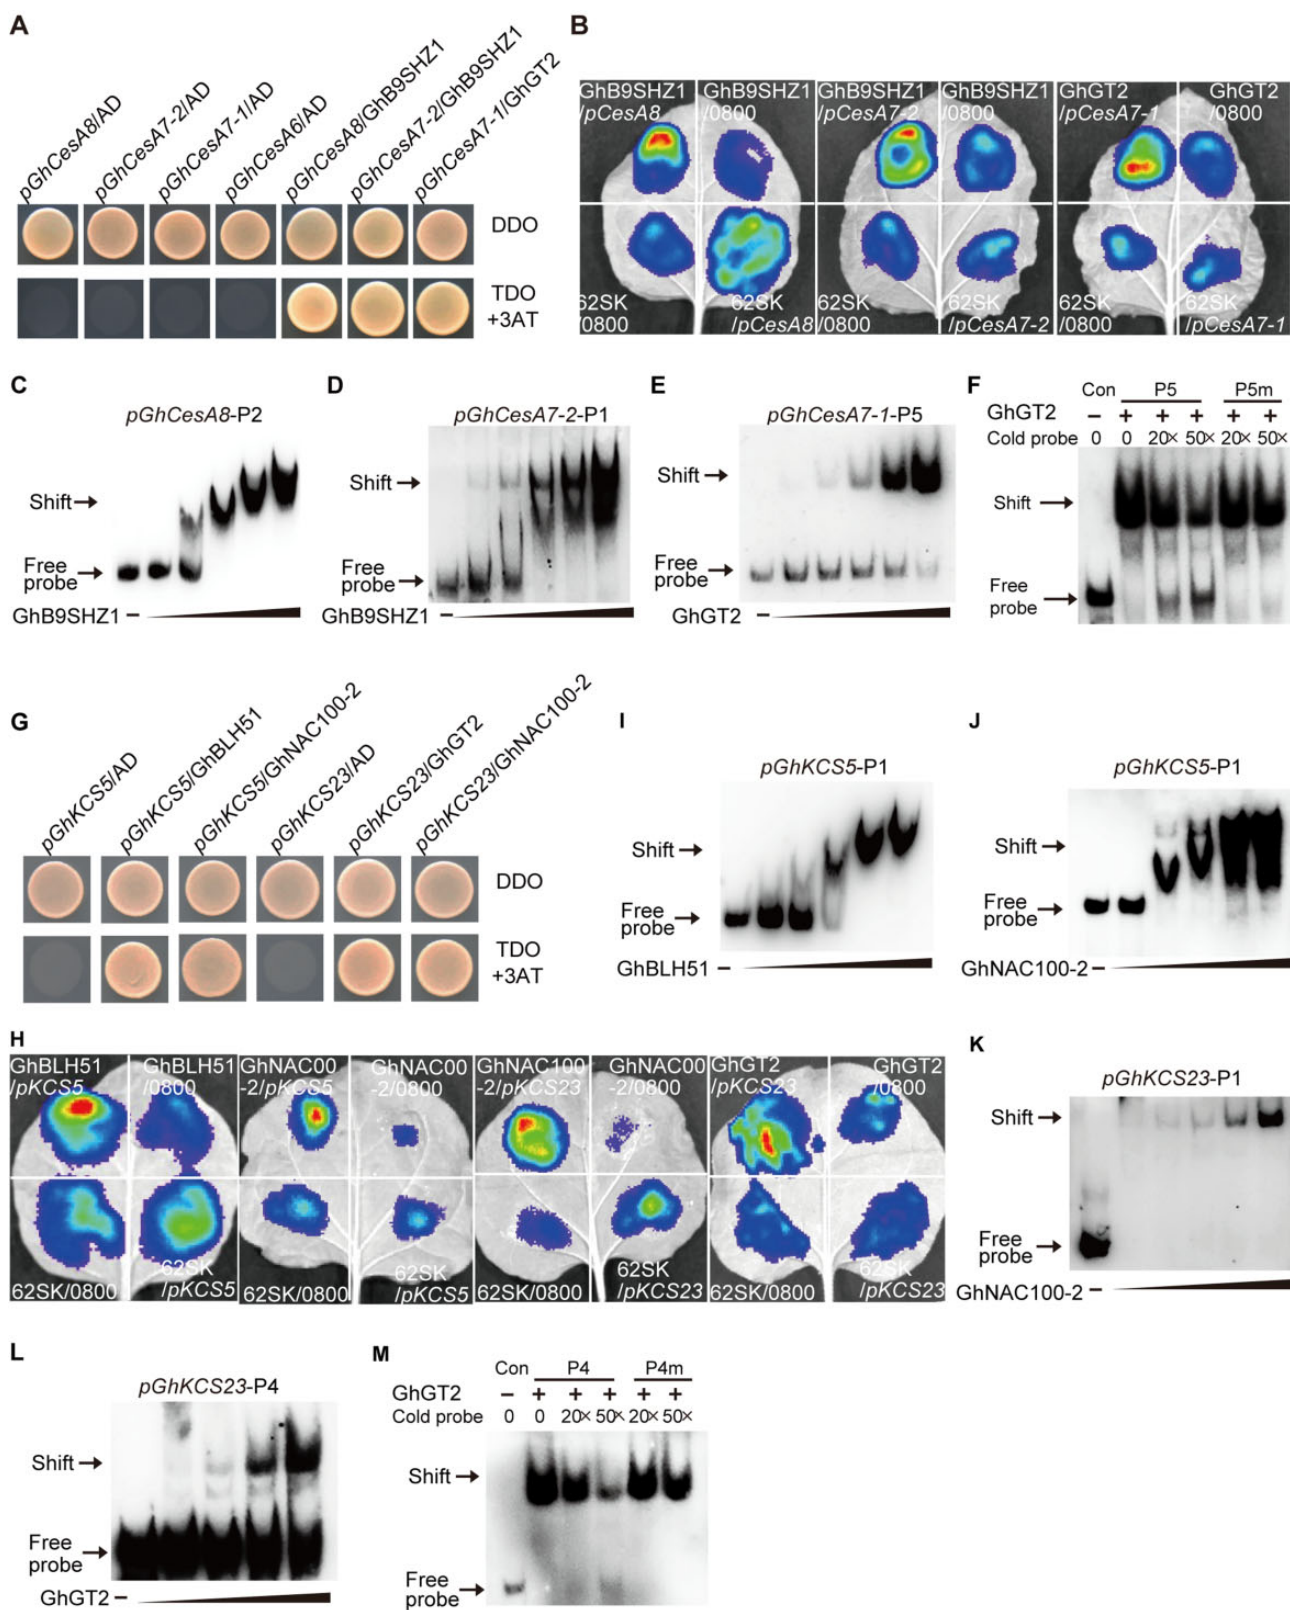 A
pGhCesA8/AD
pGhCesA7-2/AD
pGhCesA7-1/AD
pGhCesA6/AD
pGhCesA8/GhB9SHZ1
pGhCesA7-2/GhB9SHZ1
pGhCesA7-1/GhGT2
DDO
TDO
+3AT
B
GhB9SHZ1
/pCesA8
GhB9SHZ1
/0800
GhB9SHZ1
/pCesA7-2
GhB9SHZ1
/0800
GhGT2
/pCesA7-1
GhGT2
/0800
62SK
/0800
62SK
/pCesA8
62SK
/0800
62SK
/pCesA7-2
62SK
/0800
62SK
/pCesA7-1
C
pGhCesA8-P2
Shift
Free
probe
GhB9SHZ1 –
D
pGhCesA7-2-P1
Shift
Free
probe
GhB9SHZ1 –
E
pGhCesA7-1-P5
Shift
Free
probe
GhGT2 –
F
Con P5 P5m
GhGT2 – + + + + +
Cold probe 0 0 20× 50× 20× 50×
Shift
Free
probe
G
pGhKCS5/AD
pGhKCS5/GhBLH51
pGhKCS5/GhNAC100-2
pGhKCS23/AD
pGhKCS23/GhGT2
pGhKCS23/GhNAC100-2
DDO
TDO
+3AT
I
pGhKCS5-P1
Shift
Free
probe
GhBLH51 –
J
pGhKCS5-P1
Shift
Free
probe
GhNAC100-2 –
H
GhBLH51
/pKCS5
GhBLH51
/0800
GhNAC00
-2/pKCS5
GhNAC00
-2/0800
GhNAC100
-2/pKCS23
GhNAC00
-2/0800
GhGT2
/pKCS23
GhGT2
/0800
62SK/0800
62SK
/pKCS5
62SK/0800
62SK
/pKCS5
62SK/0800
62SK
/pKCS23
62SK/0800
62SK
/pKCS23
K
pGhKCS23-P1
Shift
Free
probe
GhNAC100-2 –
L
pGhKCS23-P4
Shift
Free
probe
GhGT2 –
M
Con P4 P4m
GhGT2 – + + + + +
Cold probe 0 0 20× 50× 20× 50×
Shift
Free
probe